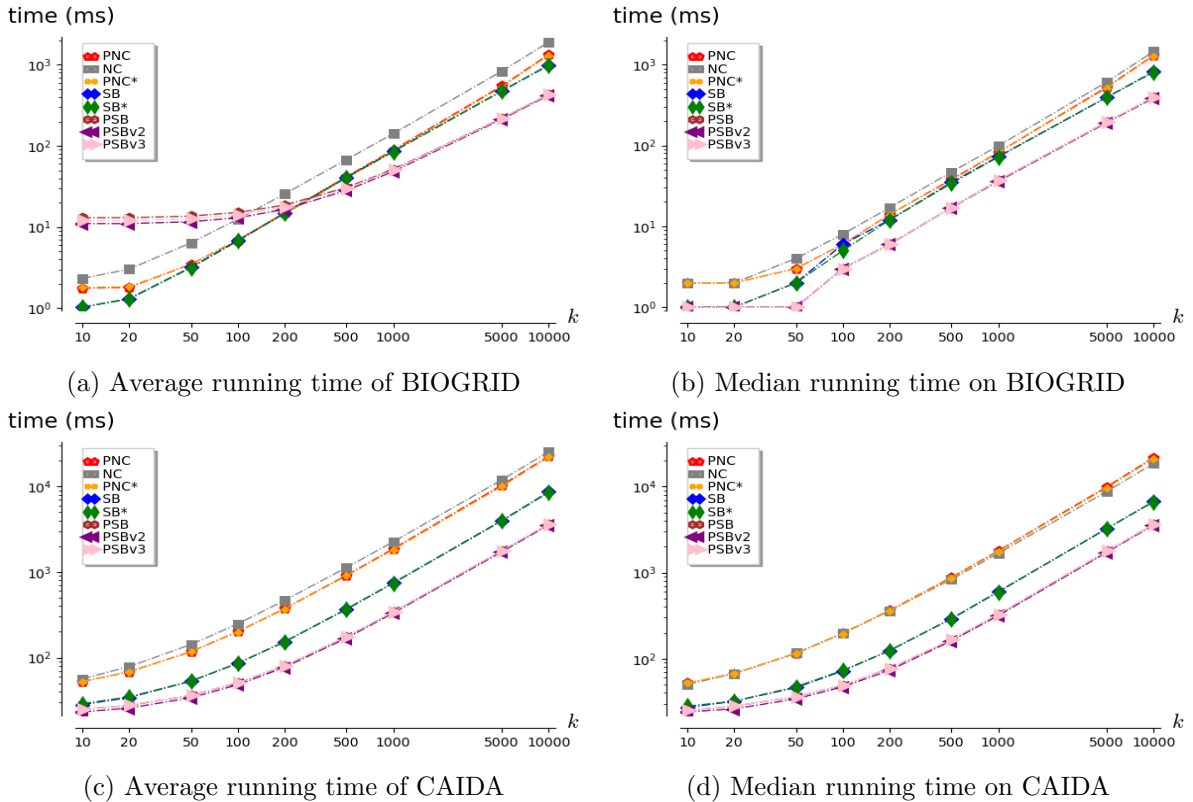 time (ms)
10³
10²
10¹
10⁰
PNC
NC
PNC*
SB
SB*
PSB
PSBv2
PSBv3
10 20 50 100 200 500 1000 5000 10000
k
(a) Average running time of BIOGRID
time (ms)
10³
10²
10¹
10⁰
PNC
NC
PNC*
SB
SB*
PSB
PSBv2
PSBv3
10 20 50 100 200 500 1000 5000 10000
k
(b) Median running time on BIOGRID
time (ms)
10⁴
10³
10²
PNC
NC
PNC*
SB
SB*
PSB
PSBv2
PSBv3
10 20 50 100 200 500 1000 5000 10000
k
(c) Average running time of CAIDA
time (ms)
10⁴
10³
10²
PNC
NC
PNC*
SB
SB*
PSB
PSBv2
PSBv3
10 20 50 100 200 500 1000 5000 10000
k
(d) Median running time on CAIDA